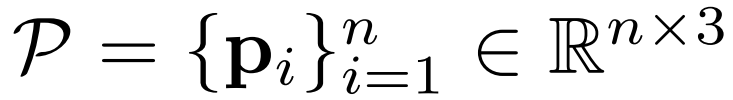 𝒫 = {𝐩ᵢ}ⁿᵢ₌₁ ∈ ℝⁿˣ³